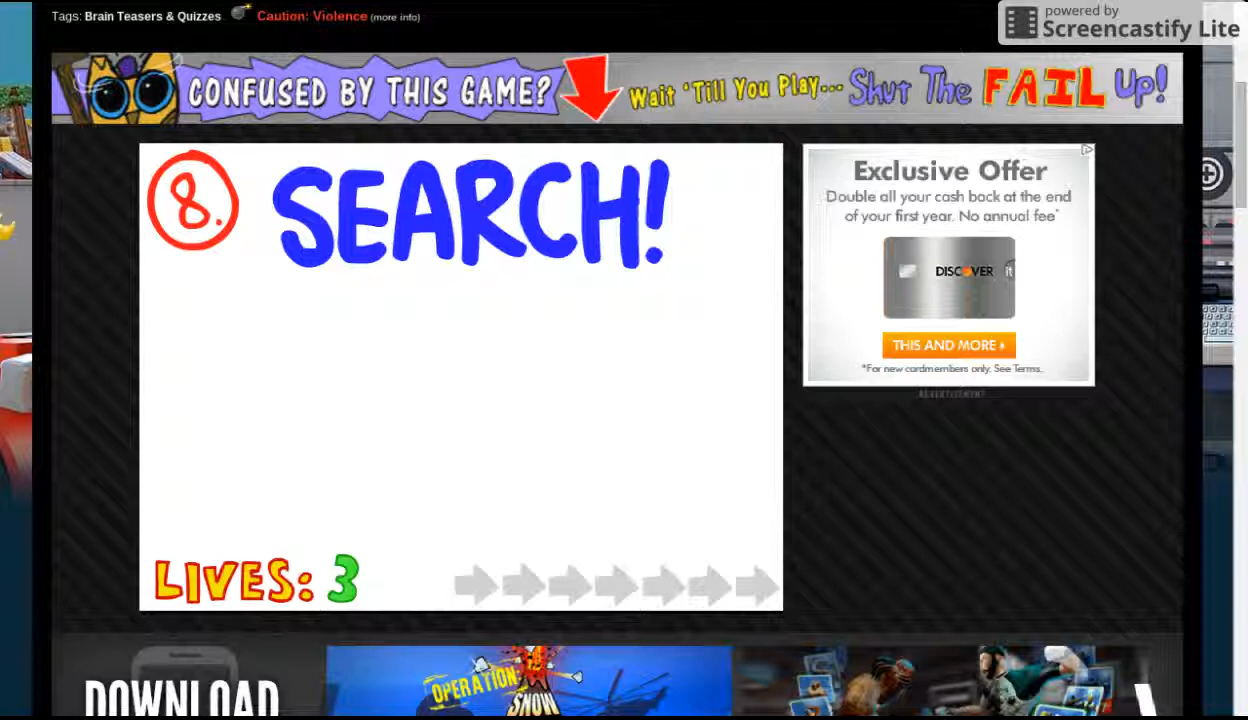 Tags: Brain Teasers & Quizzes Caution: Violence (more info)
powered by
Screencastify Lite
CONFUSED BY THIS GAME? Wait 'Till You Play... Shut The FAIL Up!
8. SEARCH!
Exclusive Offer
Double all your cash back at the end
of your first year. No annual fee*
DISCOVER it
THIS AND MORE
*For new cardmembers only. See Terms.
ADVERTISEMENT
LIVES: 3
OPERATION
SNOW
DOWNLOAD